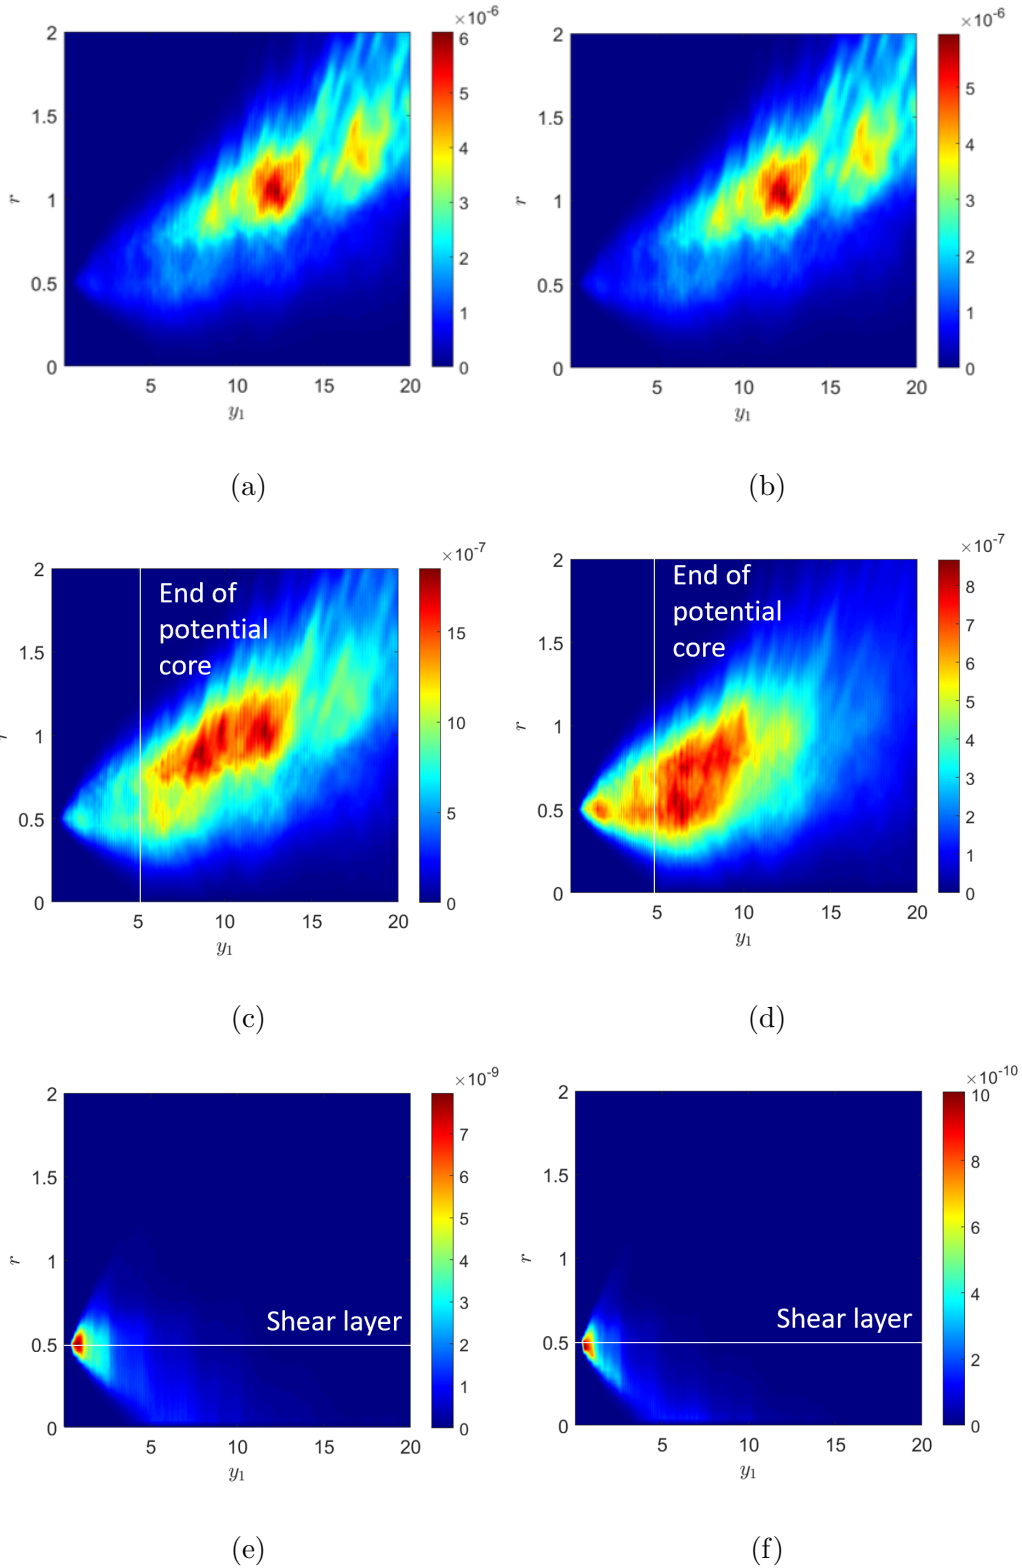 ×10⁻⁶
2
1.5
1
0.5
0
r
5 10 15 20
y₁
6
5
4
3
2
1
0
(a)
×10⁻⁶
2
1.5
1
0.5
0
r
5 10 15 20
y₁
5
4
3
2
1
0
(b)
×10⁻⁷
2
1.5
1
0.5
0
r
End of
potential
core
5 10 15 20
y₁
15
10
5
0
(c)
×10⁻⁷
2
1.5
1
0.5
0
r
End of
potential
core
5 10 15 20
y₁
8
7
6
5
4
3
2
1
0
(d)
×10⁻⁹
2
1.5
1
0.5
0
r
Shear layer
5 10 15 20
y₁
7
6
5
4
3
2
1
0
(e)
×10⁻¹⁰
2
1.5
1
0.5
0
r
Shear layer
5 10 15 20
y₁
10
8
6
4
2
0
(f)